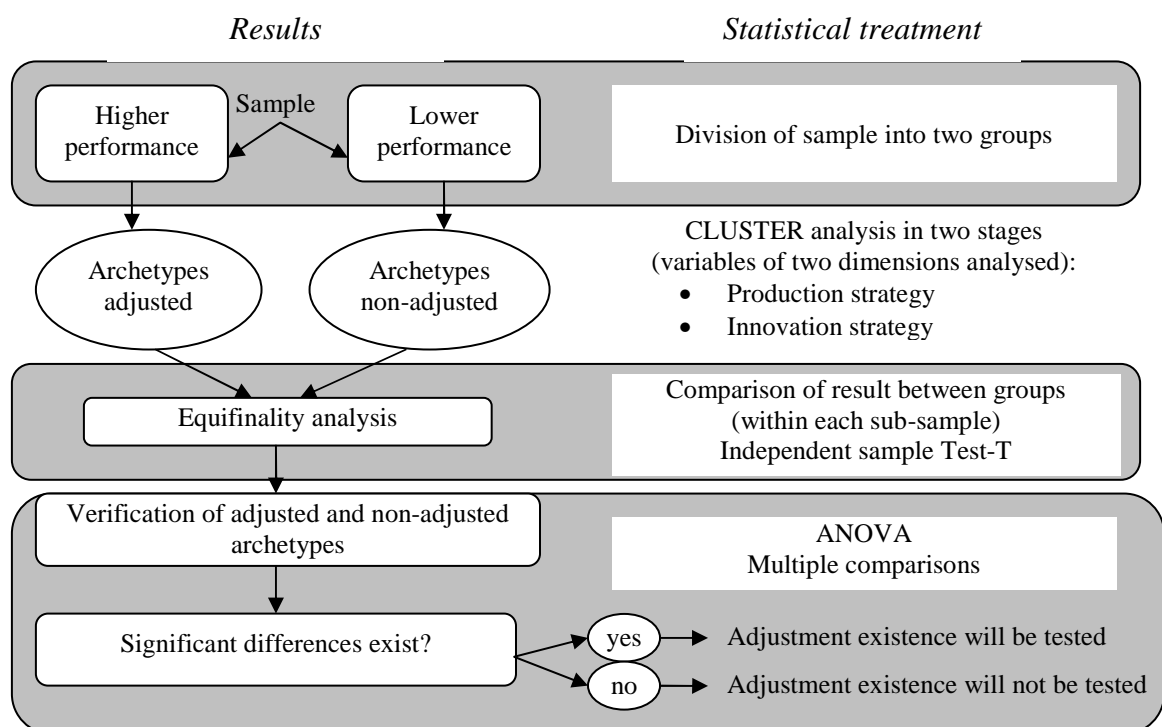 Results
Statistical treatment
Higher
performance
Sample
Lower
performance
Division of sample into two groups
Archetypes
adjusted
Archetypes
non-adjusted
CLUSTER analysis in two stages
(variables of two dimensions analysed):
• Production strategy
• Innovation strategy
Equifinality analysis
Comparison of result between groups
(within each sub-sample)
Independent sample Test-T
Verification of adjusted and non-adjusted
archetypes
ANOVA
Multiple comparisons
Significant differences exist?
yes
Adjustment existence will be tested
no
Adjustment existence will not be tested